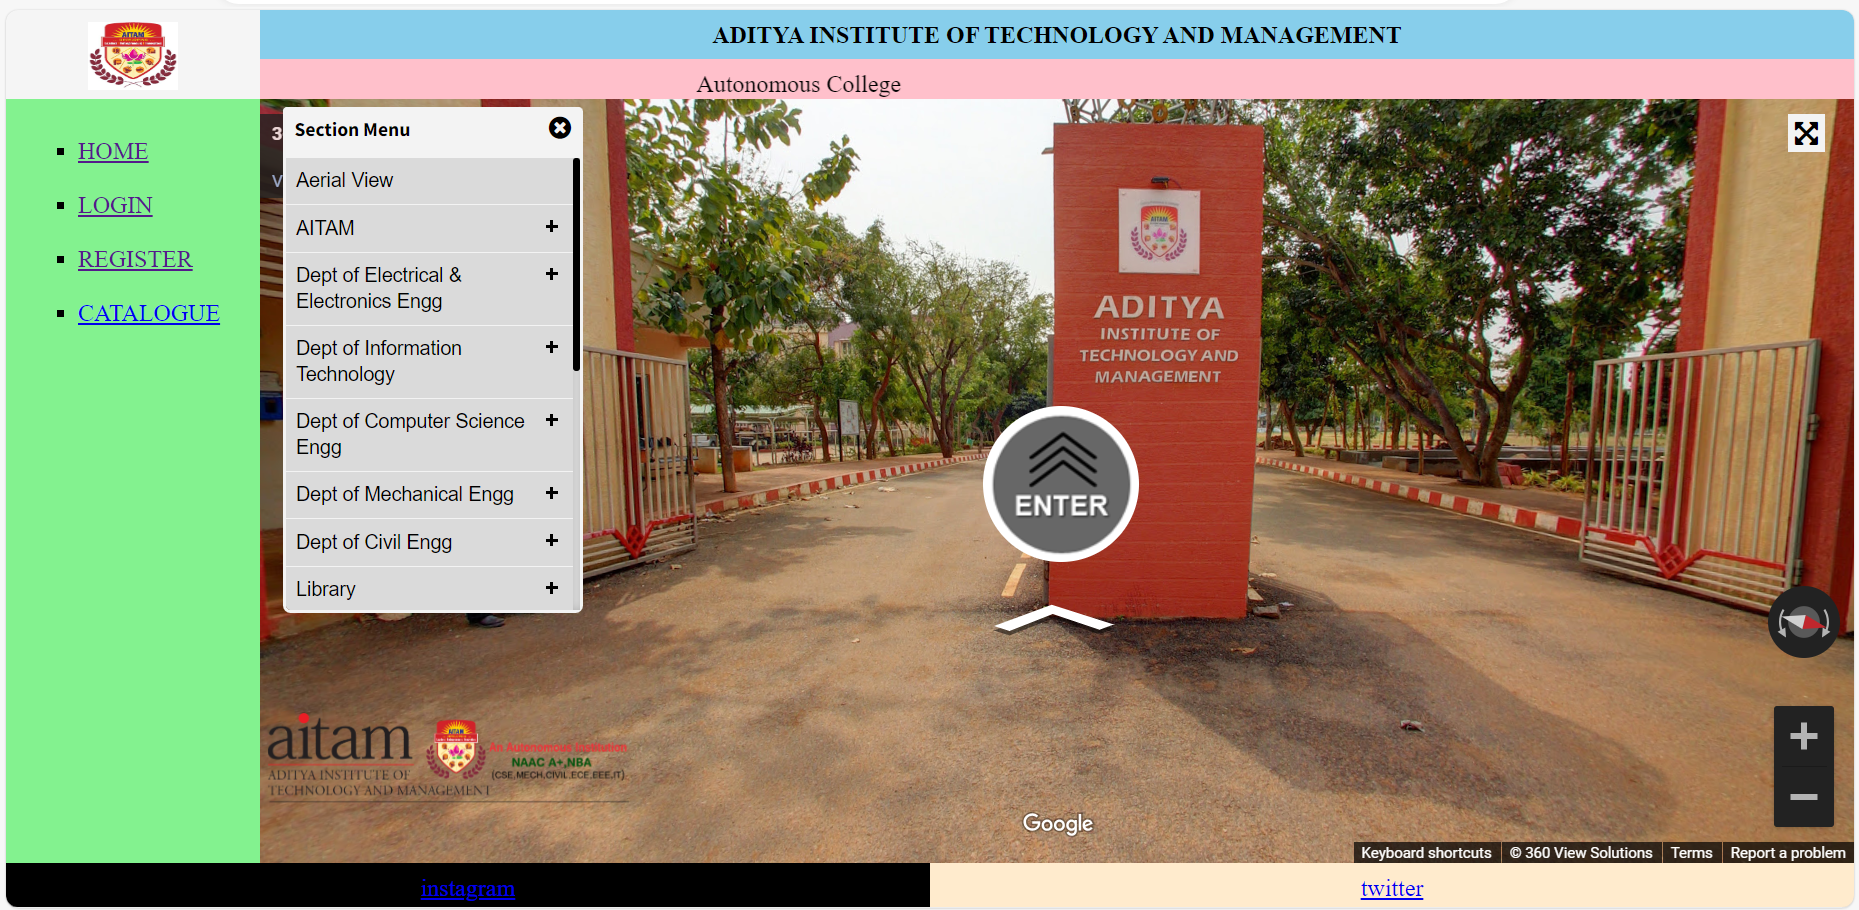 AITAM
ADITYA INSTITUTE OF TECHNOLOGY AND MANAGEMENT
Autonomous College
HOME
LOGIN
REGISTER
CATALOGUE
3
V
Section Menu
Aerial View
AITAM
Dept of Electrical &
Electronics Engg
Dept of Information
Technology
Dept of Computer Science
Engg
Dept of Mechanical Engg
Dept of Civil Engg
Library
AITAM
ADITYA
INSTITUTE OF
TECHNOLOGY AND
MANAGEMENT
ENTER
aitam
ADITYA INSTITUTE OF
TECHNOLOGY AND MANAGEMENT
AITAM
An Autonomous Institution
NAAC A+,NBA
(CSE,MECH,CIVIL,ECE,EEE,IT)
Google
Keyboard shortcuts
© 360 View Solutions
Terms
Report a problem
instagram
twitter